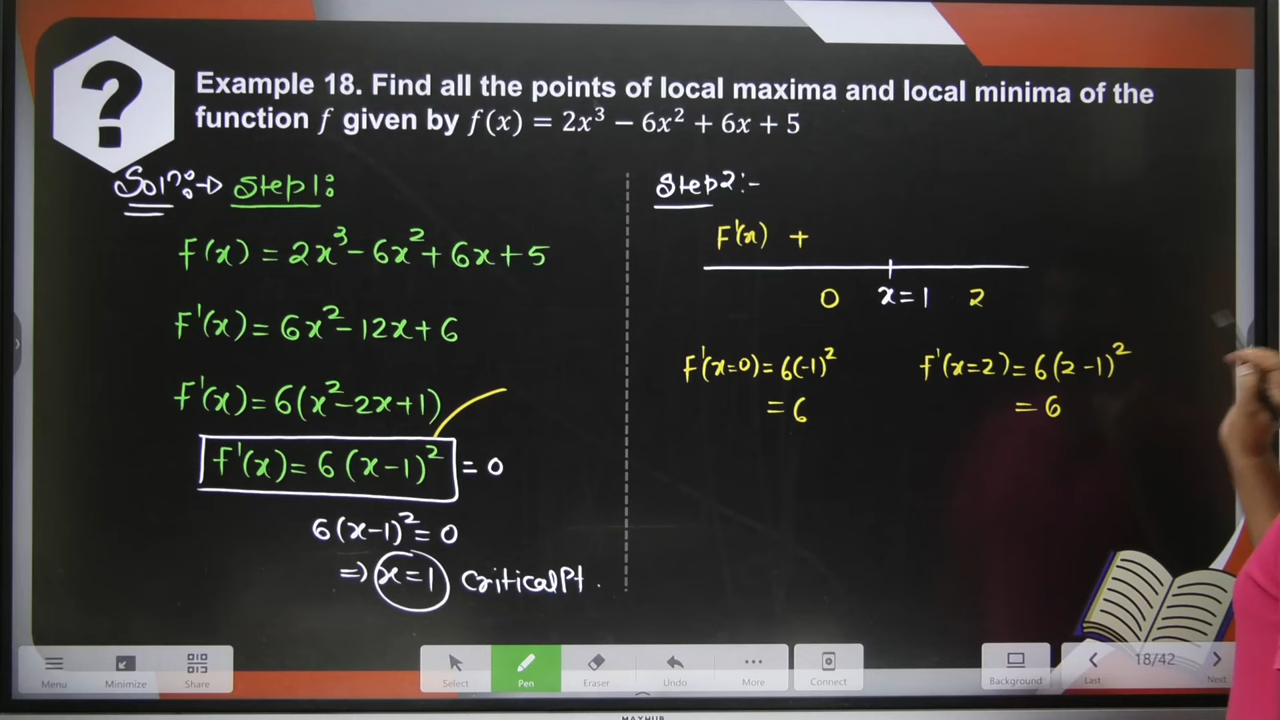 ?
Example 18. Find all the points of local maxima and local minima of the
function f given by f(x) = 2x³ − 6x² + 6x + 5
Soln:→ Step1:
f(x) = 2x³ − 6x² + 6x + 5
F'(x) = 6x² − 12x + 6
F'(x) = 6(x² − 2x + 1)
f'(x) = 6(x−1)² = 0
6(x−1)² = 0
⇒ x=1 Critical Pt.
Step2:-
F'(x) +
0 x=1 2
F'(x=0) = 6(-1)²
= 6
F'(x=2) = 6(2-1)²
= 6
Menu
Minimize
Share
Select
Pen
Eraser
Undo
More
Connect
Background
Last
18/42
Next
MAXHUB